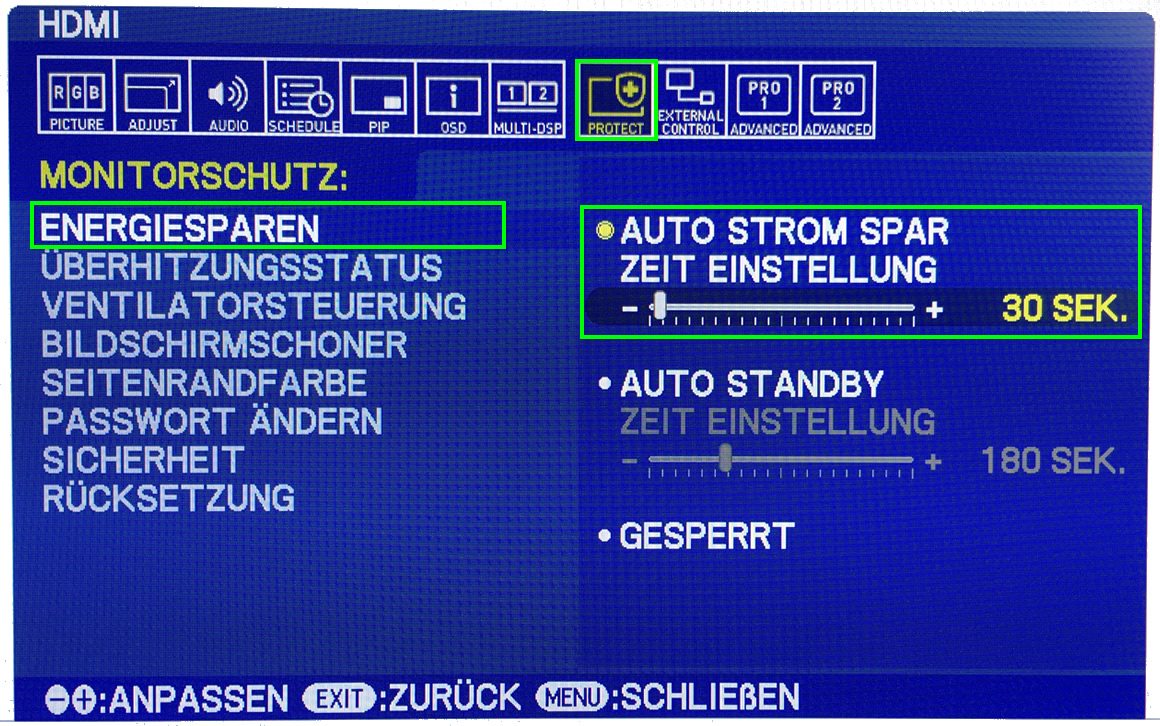 HDMI
RGB
PICTURE ADJUST AUDIO SCHEDULE PIP OSD 1 2 MULTI-DSP PROTECT EXTERNAL CONTROL PRO 1 ADVANCED PRO 2 ADVANCED
MONITORSCHUTZ:
ENERGIESPAREN
ÜBERHITZUNGSSTATUS
VENTILATORSTEUERUNG
BILDSCHIRMSCHONER
SEITENRANDFARBE
PASSWORT ÄNDERN
SICHERHEIT
RÜCKSETZUNG
AUTO STROM SPAR
ZEIT EINSTELLUNG
- + 30 SEK.
AUTO STANDBY
ZEIT EINSTELLUNG
- + 180 SEK.
GESPERRT
-+:ANPASSEN EXIT:ZURÜCK MENU:SCHLIEßEN